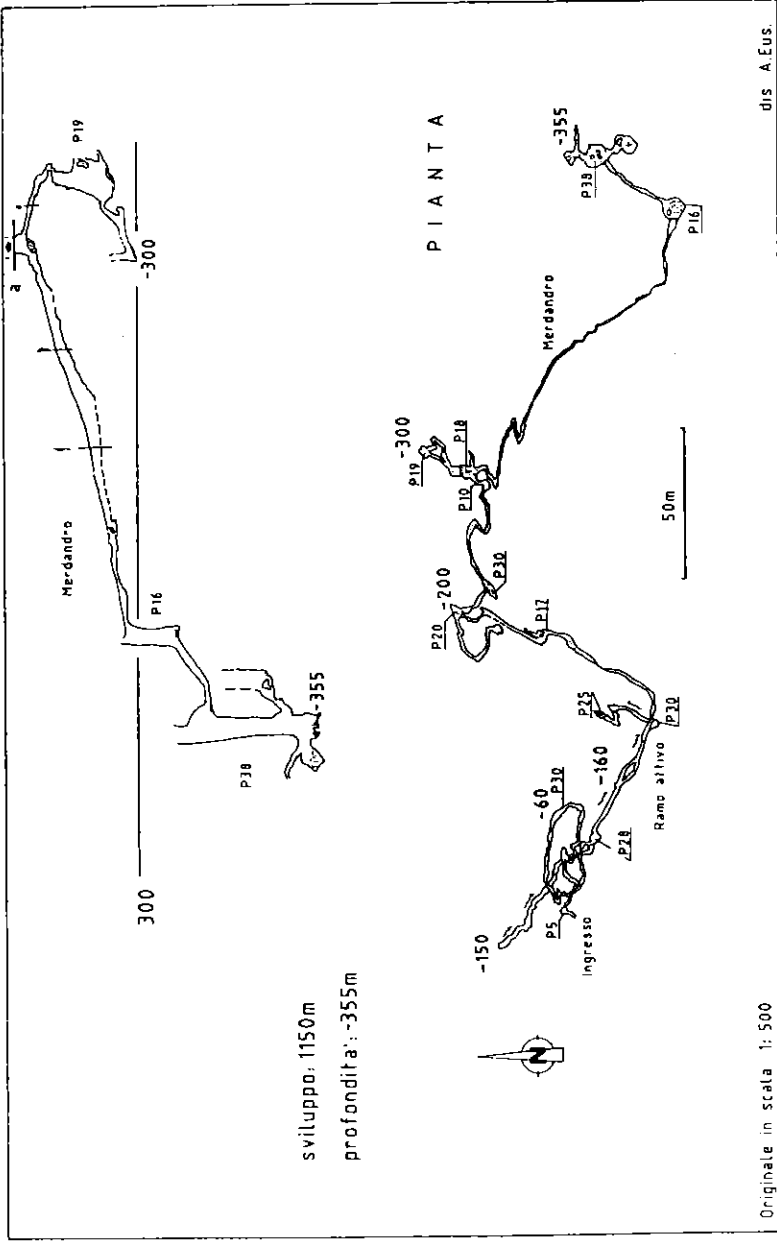 a
P19
-300
Merdandro
P16
300
P38
-355
sviluppo: 1150m
profondita': -355m
PIANTA
-355
P38
P16
Merdandro
-300
P19
P18
P10
50m
P30
-200
P20
P12
P25
P30
-160
Ramo attivo
-60
P30
P28
-150
P5
Ingresso
N
Originale in scala 1: 500
dis A.Eus.